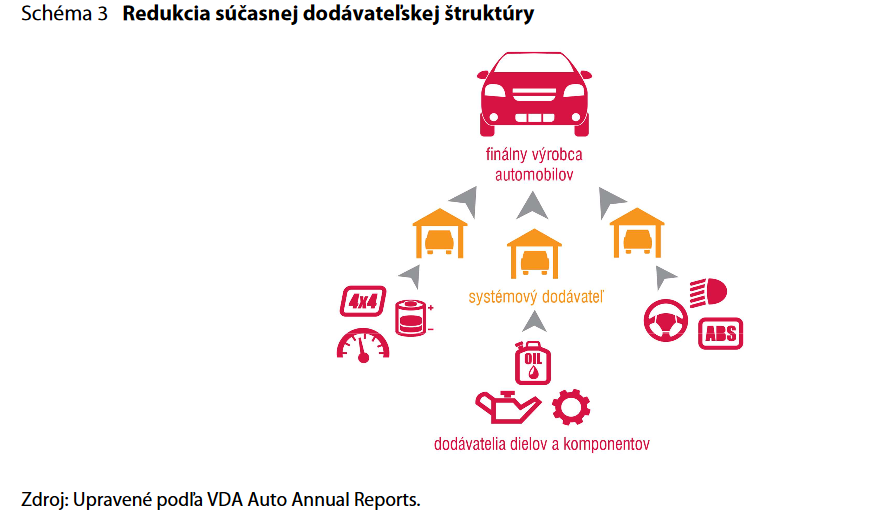 Schéma 3 Redukcia súčasnej dodávateľskej štruktúry
finálny výrobca
automobilov
systémový dodávateľ
4x4
+
−
OIL
ABS
dodávatelia dielov a komponentov
Zdroj: Upravené podľa VDA Auto Annual Reports.